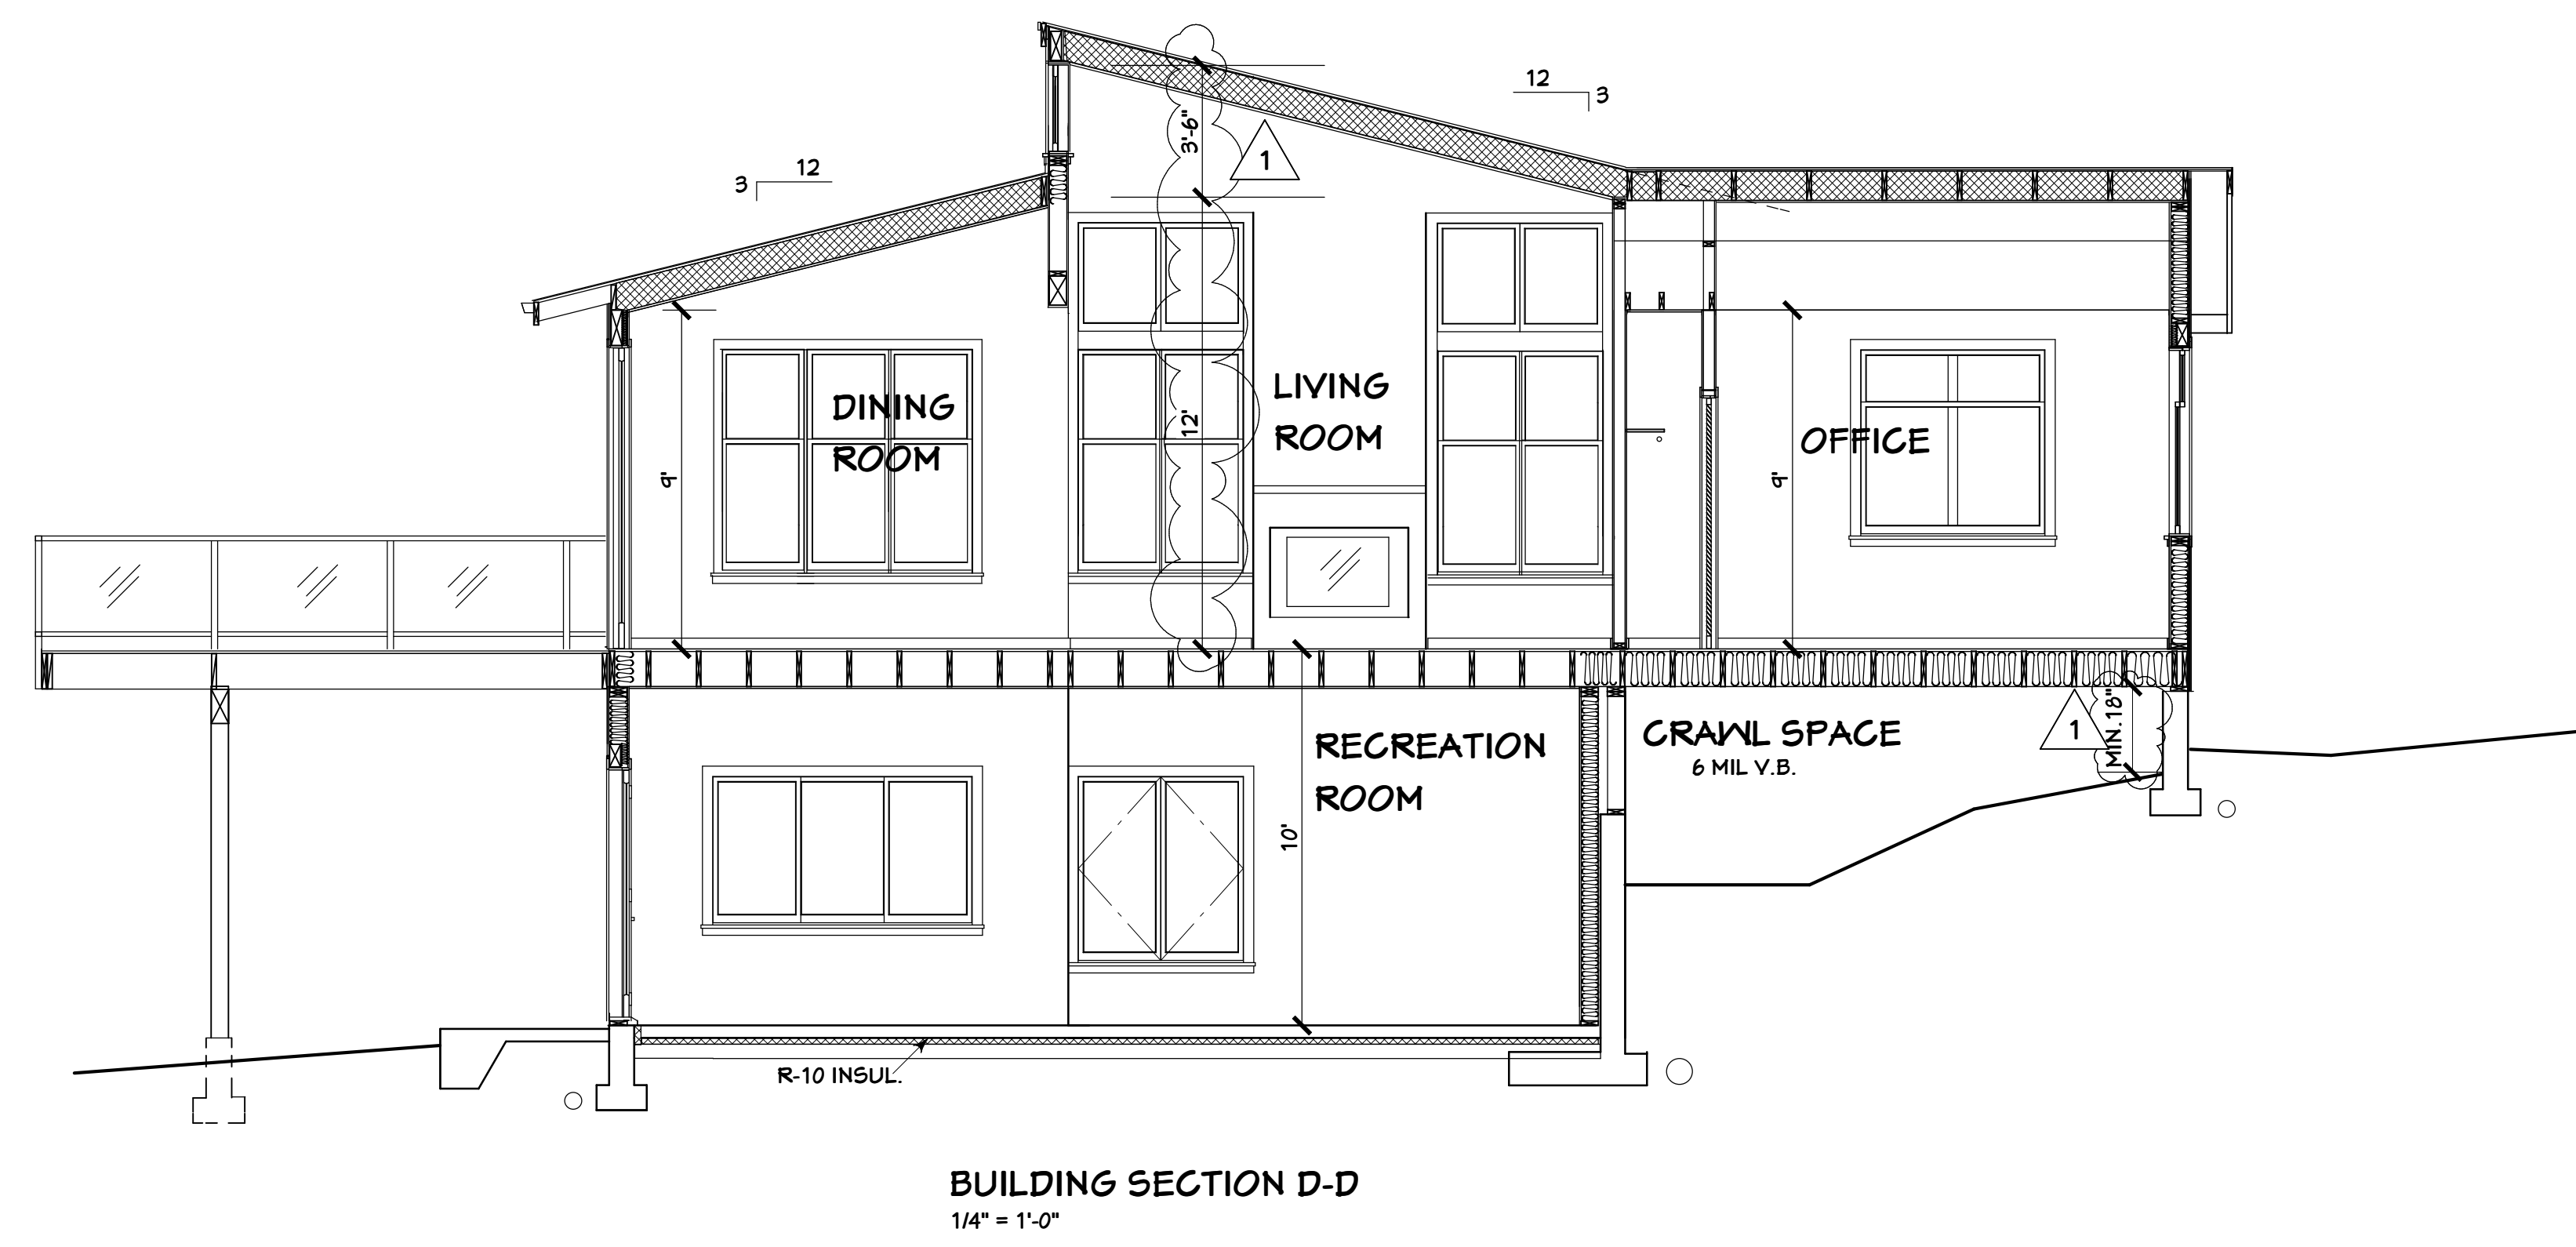 12
3
3'-6"
1
3
12
DINING
ROOM
9'
12'
LIVING
ROOM
9'
OFFICE
RECREATION
ROOM
10'
CRAWL SPACE
6 MIL V.B.
1
MIN. 18"
R-10 INSUL.
BUILDING SECTION D-D
1/4" = 1'-0"